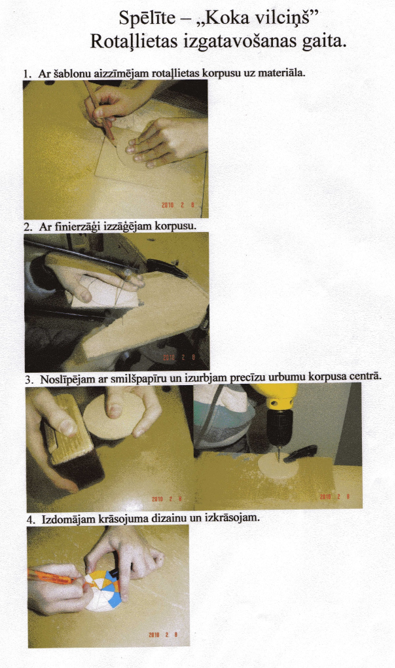 Spēlīte – „Koka vilciņš”
Rotaļlietas izgatavošanas gaita.
1. Ar šablonu aizzīmējam rotaļlietas korpusu uz materiāla.
2010 2 8
2. Ar finierzāģi izzāģējam korpusu.
2010 2 8
3. Noslīpējam ar smilšpapīru un izurbjam precīzu urbumu korpusa centrā.
2010 2 8
2010 2 8
4. Izdomājam krāsojuma dizainu un izkrāsojam.
2010 2 8